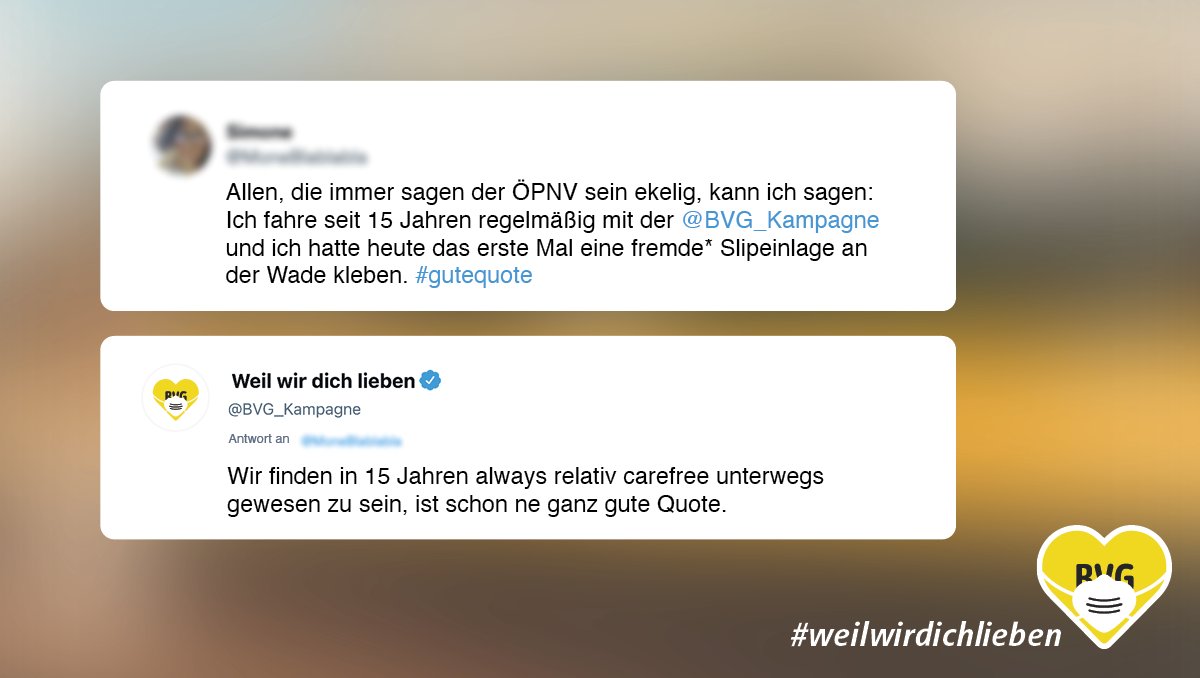 Simone
Allen, die immer sagen der ÖPNV sein ekelig, kann ich sagen:
Ich fahre seit 15 Jahren regelmäßig mit der @BVG_Kampagne
und ich hatte heute das erste Mal eine fremde* Slipeinlage an
der Wade kleben. #gutequote
BVG
Weil wir dich lieben
@BVG_Kampagne
Antwort an
Wir finden in 15 Jahren always relativ carefree unterwegs
gewesen zu sein, ist schon ne ganz gute Quote.
BVG
#weilwirdichlieben